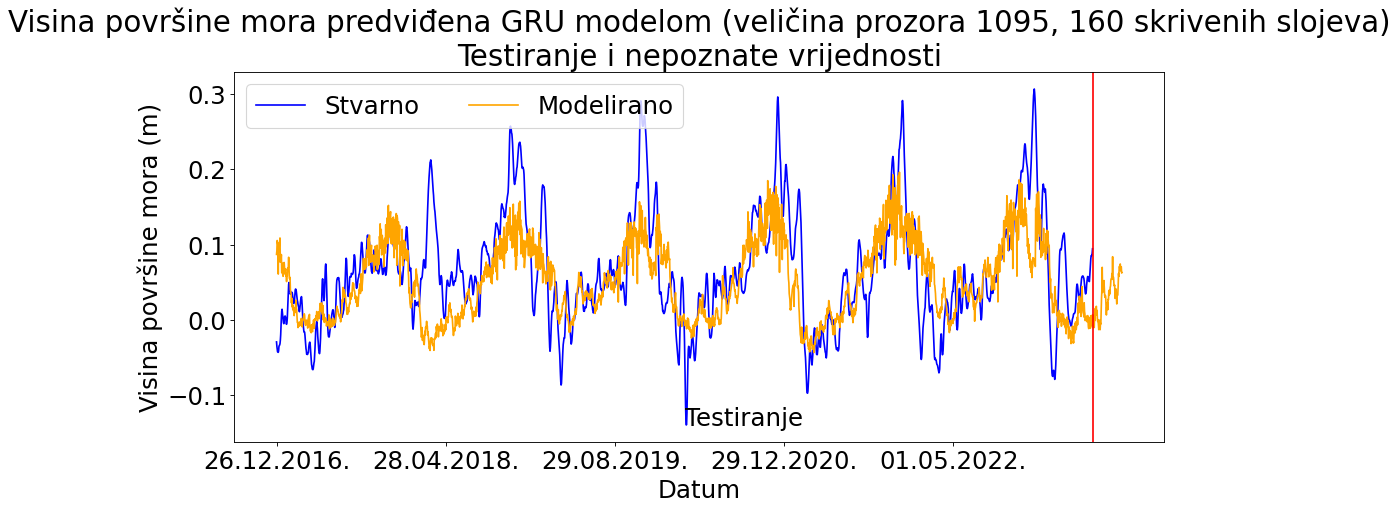 Visina površine mora predviđena GRU modelom (veličina prozora 1095, 160 skrivenih slojeva)
Testiranje i nepoznate vrijednosti
Stvarno Modelirano
Visina površine mora (m)
0.3
0.2
0.1
0.0
−0.1
Testiranje
26.12.2016. 28.04.2018. 29.08.2019. 29.12.2020. 01.05.2022.
Datum